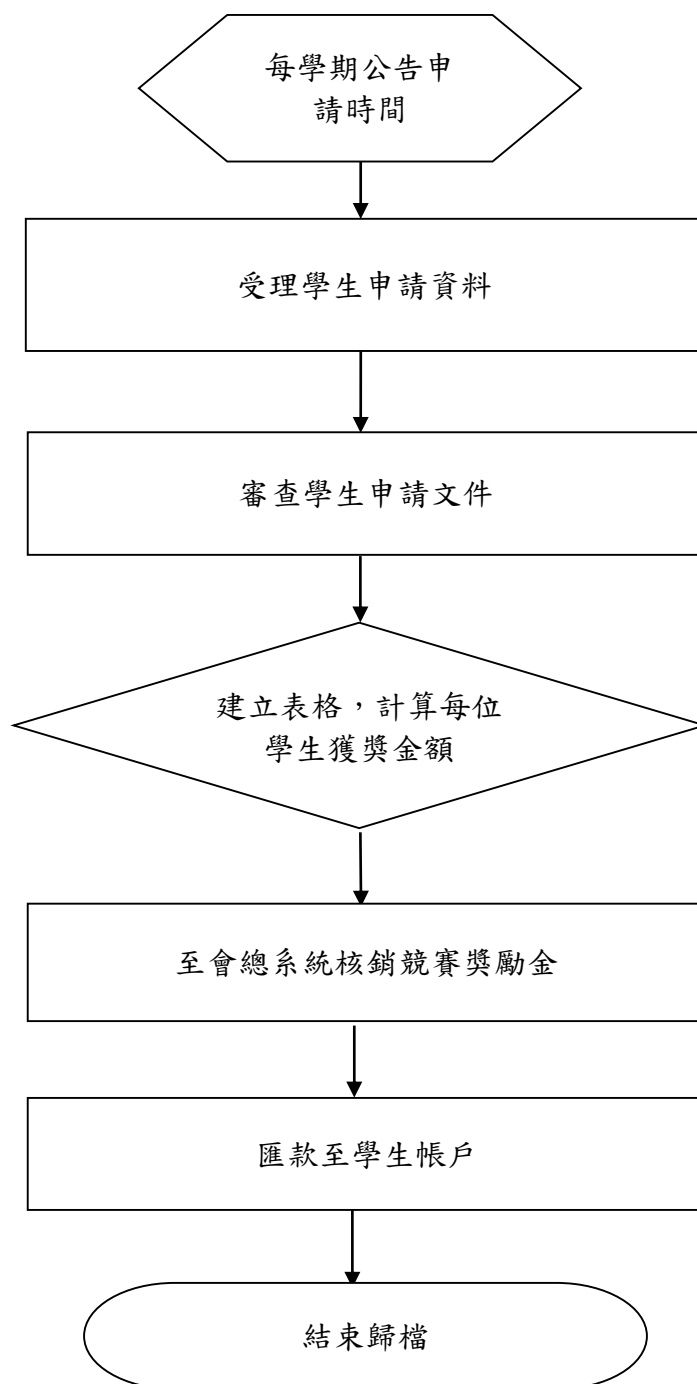 每學期公告申
請時間
受理學生申請資料
審查學生申請文件
建立表格，計算每位
學生獲獎金額
至會總系統核銷競賽獎勵金
匯款至學生帳戶
結束歸檔